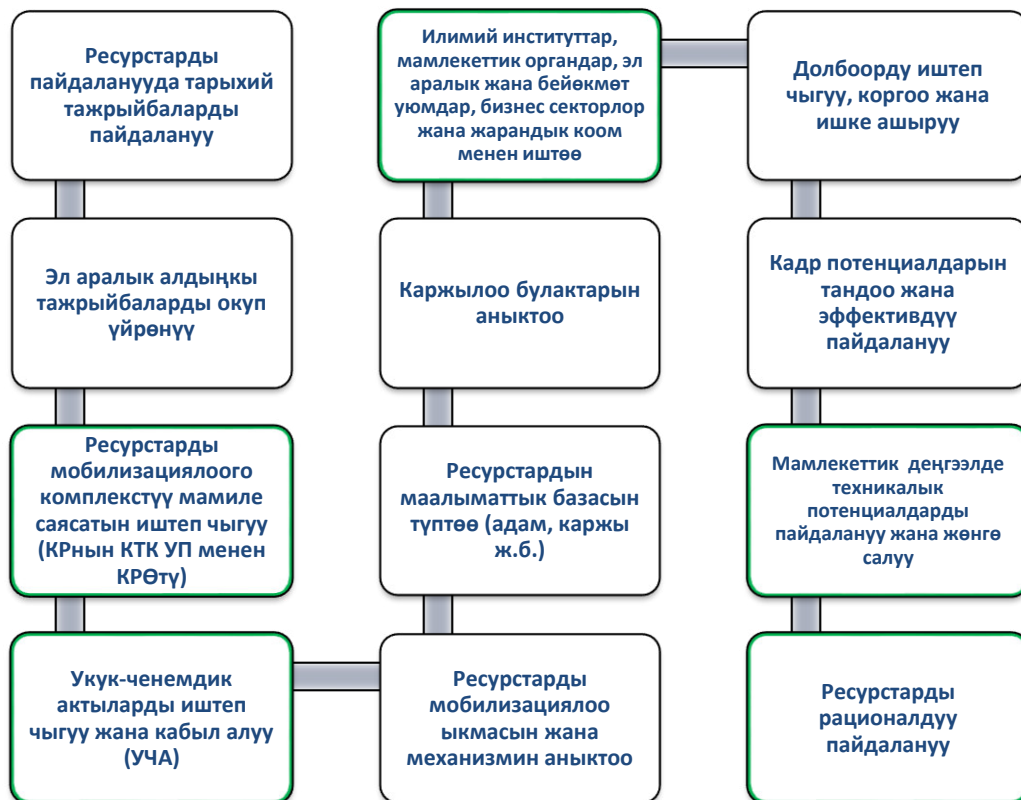 Ресурстарды
пайдаланууда тарыхий
тажрыйбаларды
пайдалануу
Эл аралык алдыңкы
тажрыйбаларды окуп
үйрөнүү
Ресурстарды
мобилизациялоого
комплекстүү мамиле
саясатын иштеп чыгуу
(КРнын КТК УП менен
КРӨтү)
Укук-ченемдик
актыларды иштеп
чыгуу жана кабыл алуу
(УЧА)
Ресурстарды
мобилизациялоо
ыкмасын жана
механизмин аныктоо
Ресурстардын
маалыматтык базасын
түптөө (адам, каржы
ж.б.)
Каржылоо булактарын
аныктоо
Илимий институттар,
мамлекеттик органдар, эл
аралык жана бейөкмөт
уюмдар, бизнес секторлор
жана жарандык коом
менен иштөө
Долбоорду иштеп
чыгуу, коргоо жана
ишке ашыруу
Кадр потенциалдарын
тандоо жана
эффективдүү
пайдалануу
Мамлекеттик деңгээлде
техникалык
потенциалдарды
пайдалануу жана жөнгө
салуу
Ресурстарды
рационалдуу
пайдалануу